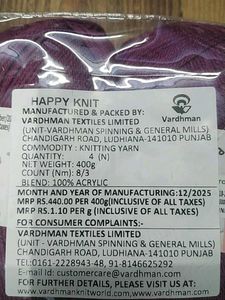 HAPPY KNIT
MANUFACTURED & PACKED BY:
VARDHMAN TEXTILES LIMITED
(UNIT-VARDHMAN SPINNING & GENERAL MILLS)
CHANDIGARH ROAD, LUDHIANA-141010 PUNJAB
COMMODITY : KNITTING YARN
QUANTITY: 4 (N)
NET WEIGHT: 400g
COUNT (Nm): 8/3
BLEND: 100% ACRYLIC
Vardhman
MONTH AND YEAR OF MANUFACTURING:12/2025
MRP RS.440.00 PER 400g(INCLUSIVE OF ALL TAXES)
MRP RS.1.10 PER g (INCLUSIVE OF ALL TAXES)
FOR CONSUMER COMPLAINTS:-
VARDHMAN TEXTILES LIMITED
(UNIT - VARDHMAN SPINNING & GENERAL MILLS)
CHANDIGARH ROAD, LUDHIANA-141010 PUNJAB
TEL No:0161-2228943-48, 91-8146625292
E-mail Id: customercare@vardhman.com
FOR FURTHER DETAILS, PLEASE VISIT US AT:
www.vardhmanknitworld.com/www.vardhman.com